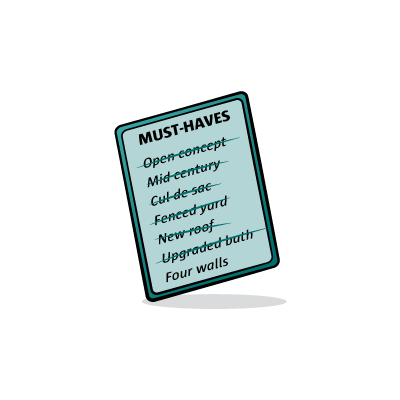 MUST-HAVES
Open concept
Mid century
Cul de sac
Fenced yard
New roof
Upgraded bath
Four walls